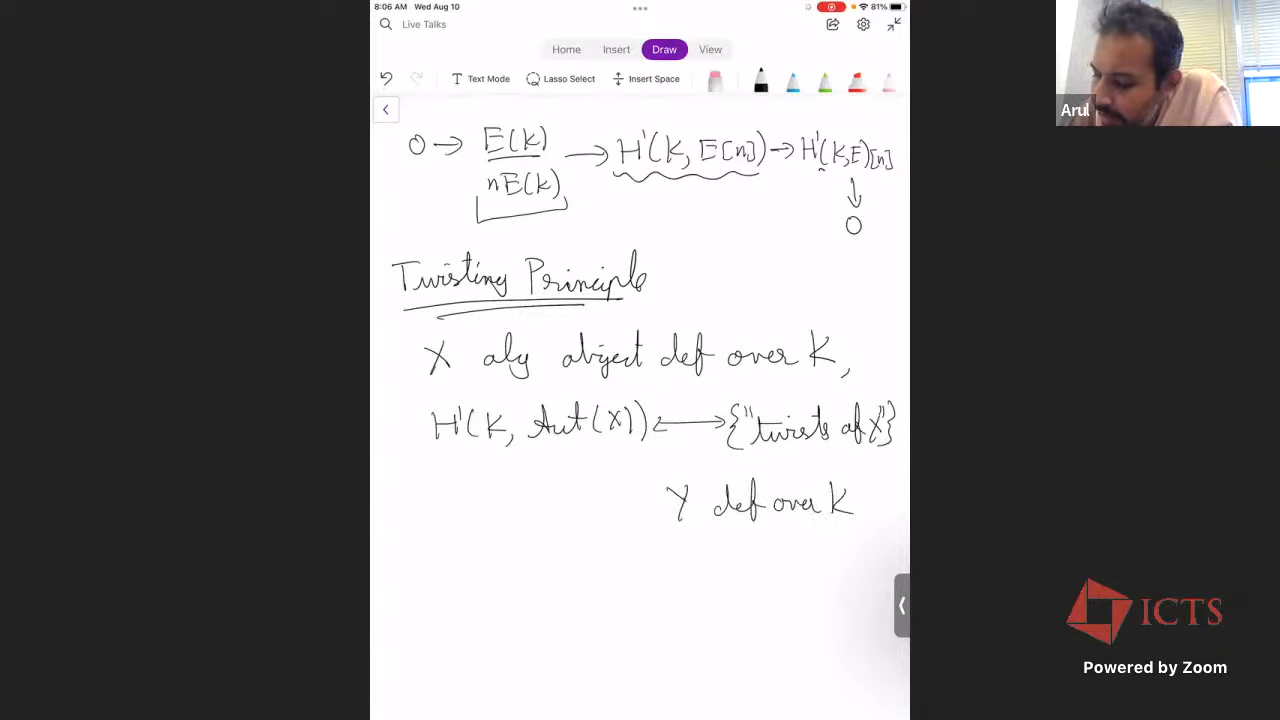 8:06 AM Wed Aug 10
81%
Live Talks
Home Insert Draw View
Text Mode Lasso Select Insert Space
0 → E(K) / nE(K) → H¹(K, E[n]) → H¹(K,E)[n]
↓
0
Twisting Principle
X alg object def over K,
H¹(K, Aut(X)) ↔ {"twists of X"}
Y def over K
Arul
ICTS
Powered by Zoom